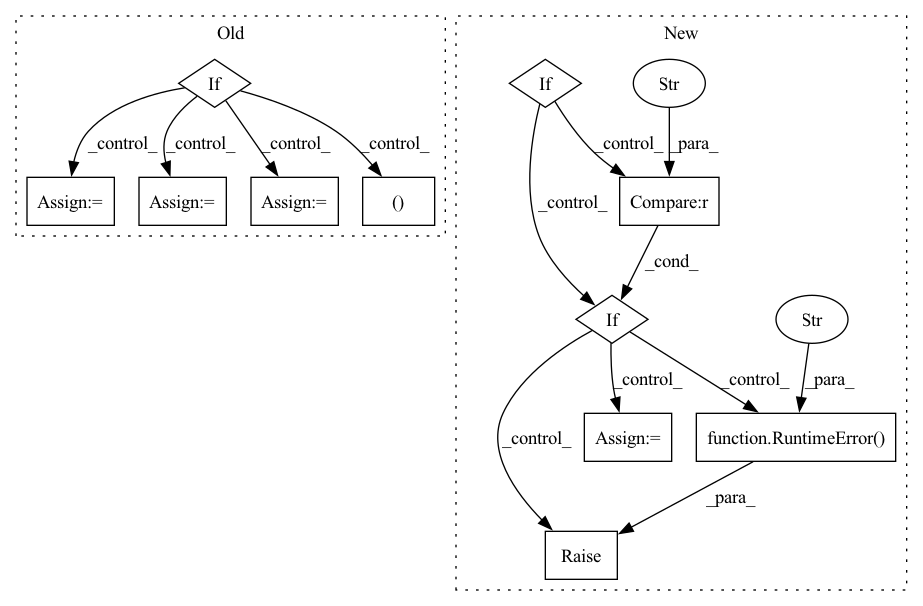 Old
New
If
If
Str
_control_
_control_
_control_
_control_
_control_
_para_
Assign:=
Assign:=
Assign:=
()
Compare:r
_control_
_cond_
If
Str
_control_
_control_
_para_
_control_
Assign:=
function.RuntimeError()
_para_
Raise